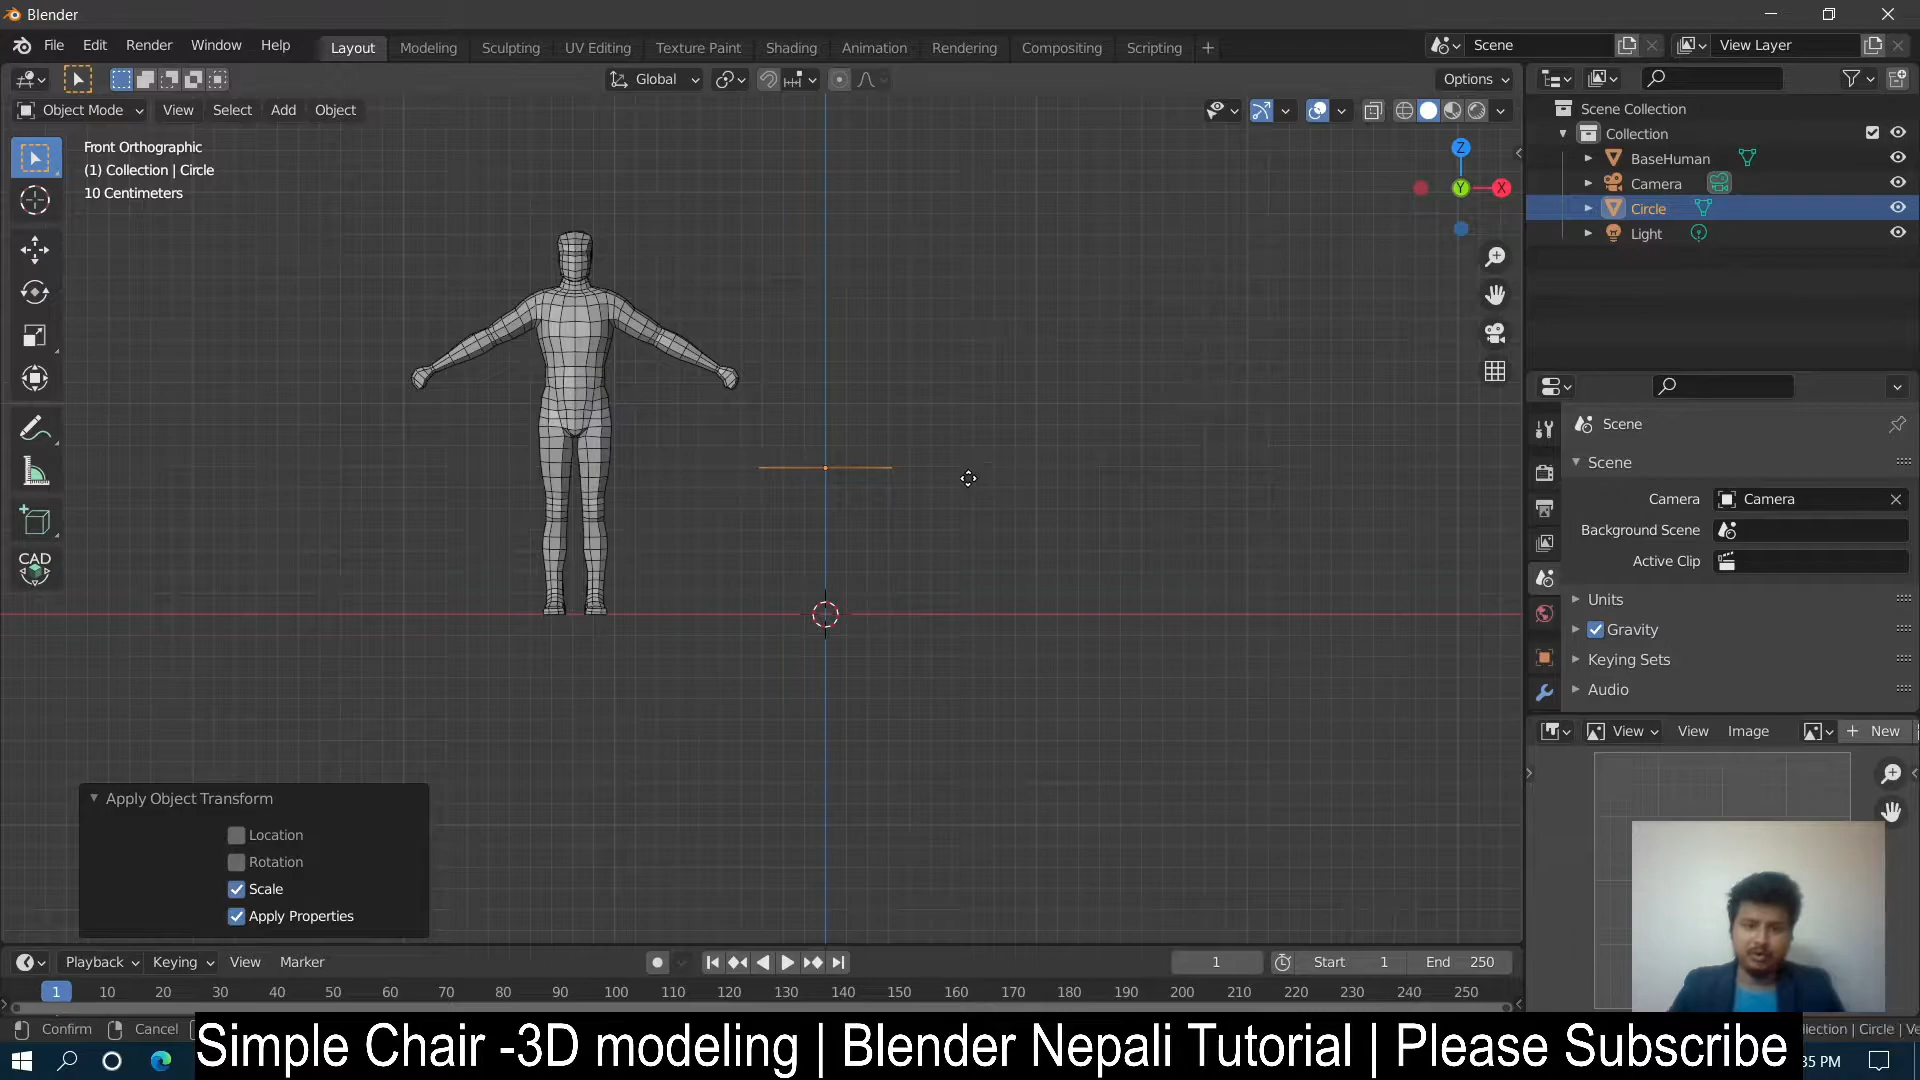 Blender
File Edit Render Window Help
Layout Modeling Sculpting UV Editing Texture Paint Shading Animation Rendering Compositing Scripting +
Scene
View Layer
Global
Options
Object Mode View Select Add Object
Front Orthographic
(1) Collection | Circle
10 Centimeters
Z
Y
X
CAD
Scene Collection
Collection
BaseHuman
Camera
Circle
Light
Scene
Scene
Camera Camera
Background Scene
Active Clip
Units
Gravity
Keying Sets
Audio
View View Image + New
Apply Object Transform
Location
Rotation
Scale
Apply Properties
Playback Keying View Marker
1 Start 1 End 250
1 10 20 30 40 50 60 70 80 90 100 110 120 130 140 150 160 170 180 190 200 210 220 230 240 250
Confirm Cancel
llection | Circle | Ve
Simple Chair -3D modeling | Blender Nepali Tutorial | Please Subscribe
35 PM